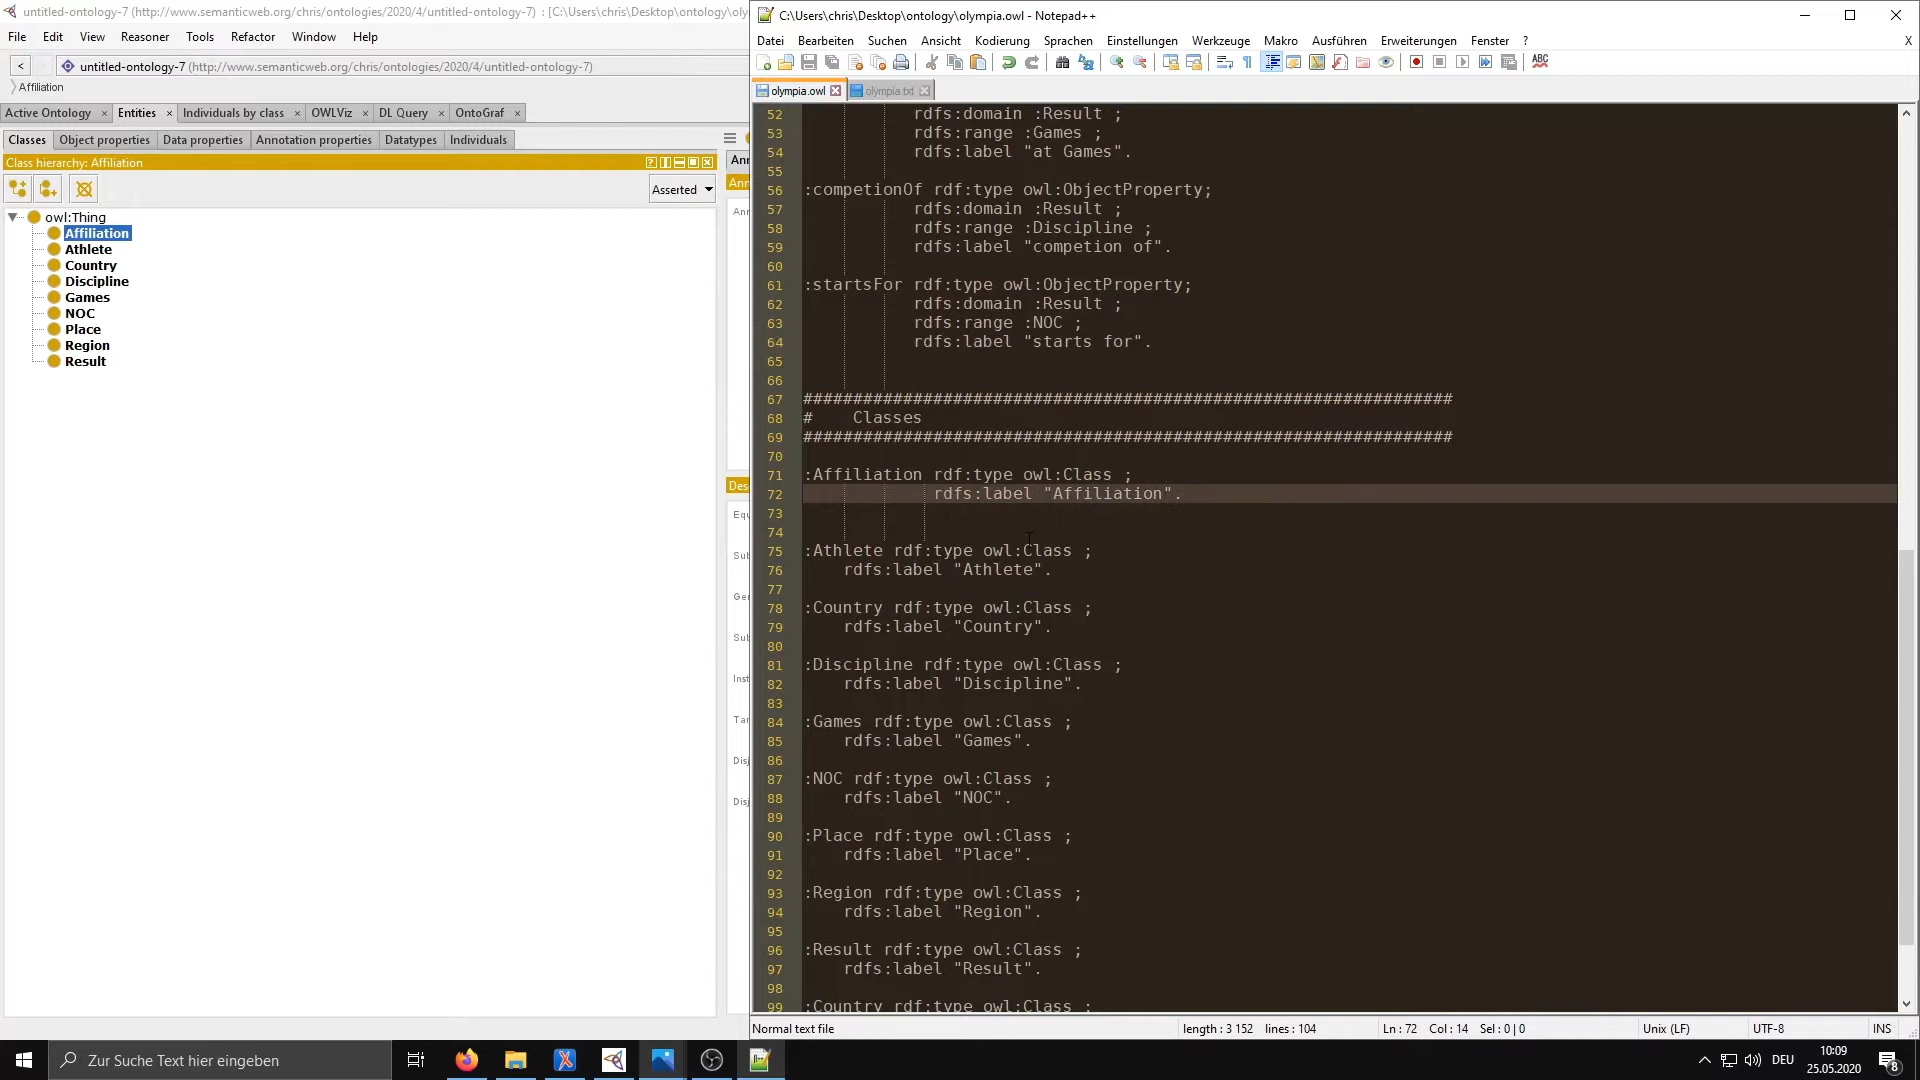 untitled-ontology-7 (http://www.semanticweb.org/chris/ontologies/2020/4/untitled-ontology-7) : [C:\Users\chris\Desktop\ontology\oly
File Edit View Reasoner Tools Refactor Window Help
< untitled-ontology-7 (http://www.semanticweb.org/chris/ontologies/2020/4/untitled-ontology-7)
Affiliation
Active Ontology × Entities × Individuals by class × OWLViz × DL Query × OntoGraf ×
Classes Object properties Data properties Annotation properties Datatypes Individuals
Class hierarchy: Affiliation
Asserted
owl:Thing
Affiliation
Athlete
Country
Discipline
Games
NOC
Place
Region
Result
Ann
Ann
Ann
Des
Equ
Sub
Ger
Sub
Inst
Tar
Disj
Disj
C:\Users\chris\Desktop\ontology\olympia.owl - Notepad++
Datei Bearbeiten Suchen Ansicht Kodierung Sprachen Einstellungen Werkzeuge Makro Ausführen Erweiterungen Fenster ? X
ABC
olympia.owl olympia.txt
52 rdfs:domain :Result ;
53 rdfs:range :Games ;
54 rdfs:label "at Games".
55
56 :competionOf rdf:type owl:ObjectProperty;
57 rdfs:domain :Result ;
58 rdfs:range :Discipline ;
59 rdfs:label "competion of".
60
61 :startsFor rdf:type owl:ObjectProperty;
62 rdfs:domain :Result ;
63 rdfs:range :NOC ;
64 rdfs:label "starts for".
65
66
67 #################################################################
68 #    Classes
69 #################################################################
70
71 :Affiliation rdf:type owl:Class ;
72 rdfs:label "Affiliation".
73
74
75 :Athlete rdf:type owl:Class ;
76 rdfs:label "Athlete".
77
78 :Country rdf:type owl:Class ;
79 rdfs:label "Country".
80
81 :Discipline rdf:type owl:Class ;
82 rdfs:label "Discipline".
83
84 :Games rdf:type owl:Class ;
85 rdfs:label "Games".
86
87 :NOC rdf:type owl:Class ;
88 rdfs:label "NOC".
89
90 :Place rdf:type owl:Class ;
91 rdfs:label "Place".
92
93 :Region rdf:type owl:Class ;
94 rdfs:label "Region".
95
96 :Result rdf:type owl:Class ;
97 rdfs:label "Result".
98
99 :Country rdf:type owl:Class ;
Normal text file length : 3 152 lines : 104 Ln : 72 Col : 14 Sel : 0 | 0 Unix (LF) UTF-8 INS
Zur Suche Text hier eingeben
DEU
10:09
25.05.2020
8